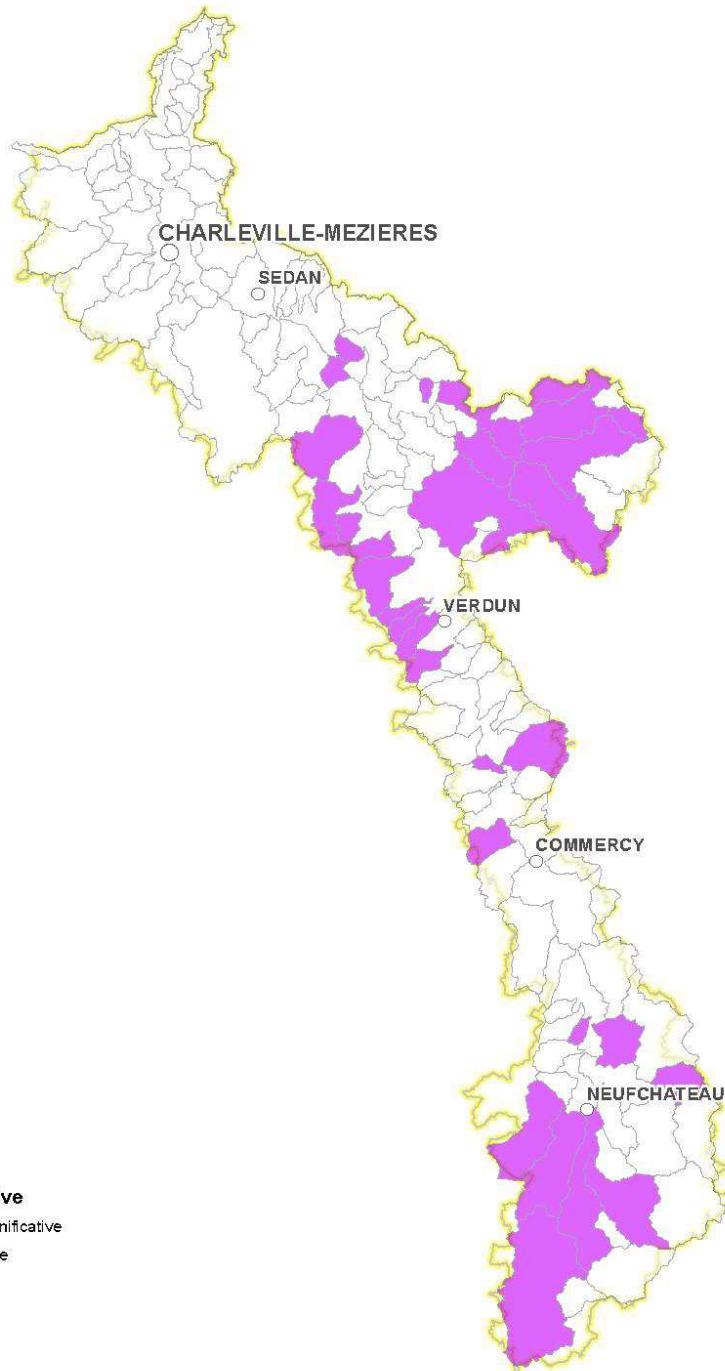 CHARLEVILLE-MEZIERES
SEDAN
VERDUN
COMMERCY
NEUFCHATEAU
ve
nificative
e